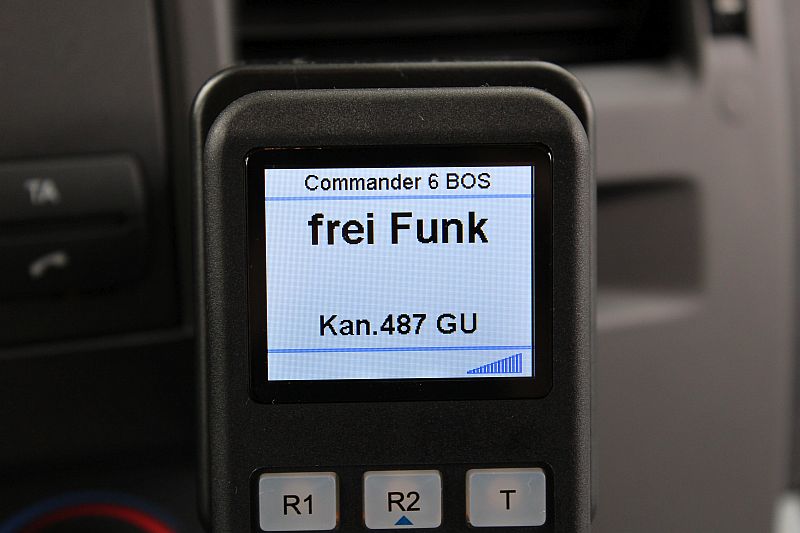 TA
Commander 6 BOS
frei Funk
Kan.487 GU
R1 R2 T